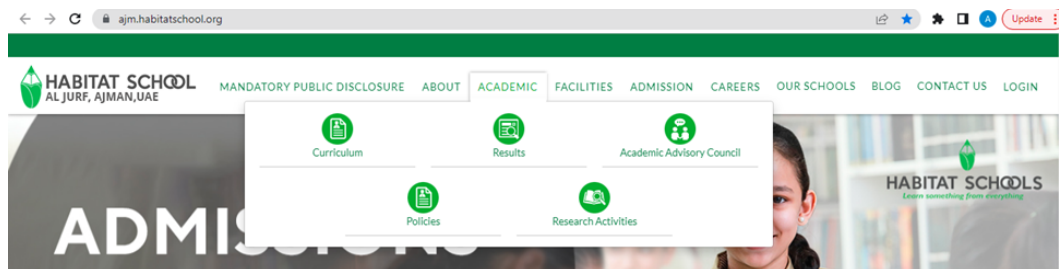 ajm.habitatschool.org
A
Update
HABITAT SCHOOL
AL JURF, AJMAN,UAE
MANDATORY PUBLIC DISCLOSURE ABOUT ACADEMIC FACILITIES ADMISSION CAREERS OUR SCHOOLS BLOG CONTACT US LOGIN
Curriculum Results Academic Advisory Council
Policies Research Activities
HABITAT SCHOOLS
Learn something from everything